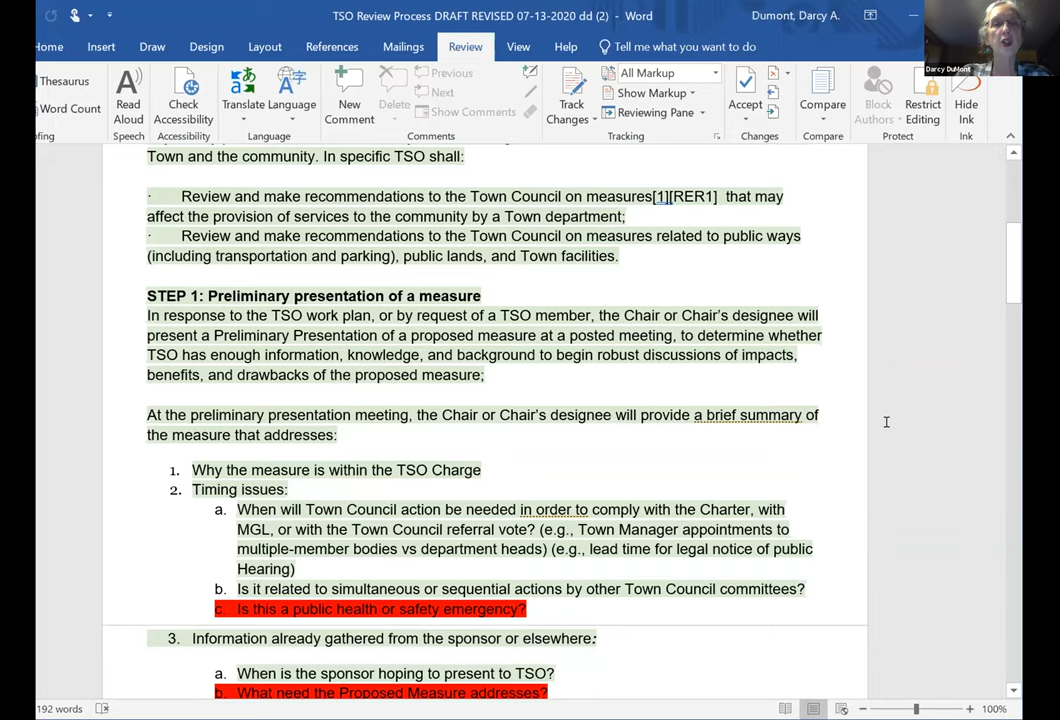 TSO Review Process DRAFT REVISED 07-13-2020 dd (2) - Word
Dumont, Darcy A.
Darcy DuMont
Home Insert Draw Design Layout References Mailings Review View Help Tell me what you want to do
Thesaurus
Word Count
Read Aloud
Speech
Check Accessibility
Accessibility
Translate Language
Language
New Comment
Delete
Previous
Next
Show Comments
Comments
Track Changes
All Markup
Show Markup
Reviewing Pane
Tracking
Accept
Changes
Compare
Compare
Block Authors
Restrict Editing
Protect
Hide Ink
Ink
Town and the community. In specific TSO shall:
· Review and make recommendations to the Town Council on measures[1][RER1] that may
affect the provision of services to the community by a Town department;
· Review and make recommendations to the Town Council on measures related to public ways
(including transportation and parking), public lands, and Town facilities.
STEP 1: Preliminary presentation of a measure
In response to the TSO work plan, or by request of a TSO member, the Chair or Chair's designee will
present a Preliminary Presentation of a proposed measure at a posted meeting, to determine whether
TSO has enough information, knowledge, and background to begin robust discussions of impacts,
benefits, and drawbacks of the proposed measure;
At the preliminary presentation meeting, the Chair or Chair's designee will provide a brief summary of
the measure that addresses:
1. Why the measure is within the TSO Charge
2. Timing issues:
a. When will Town Council action be needed in order to comply with the Charter, with
MGL, or with the Town Council referral vote? (e.g., Town Manager appointments to
multiple-member bodies vs department heads) (e.g., lead time for legal notice of public
Hearing)
b. Is it related to simultaneous or sequential actions by other Town Council committees?
c. Is this a public health or safety emergency?
3. Information already gathered from the sponsor or elsewhere:
a. When is the sponsor hoping to present to TSO?
b. What need the Proposed Measure addresses?
192 words
100%